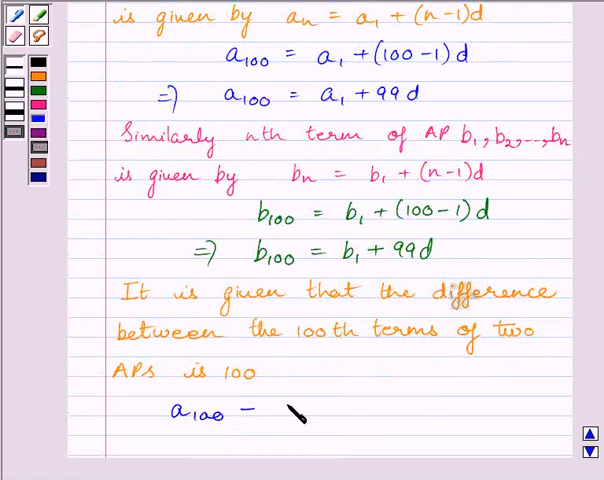 is given by aₙ = a₁ + (n-1)d
a₁₀₀ = a₁ + (100-1)d
⇒ a₁₀₀ = a₁ + 99d
Similarly nth term of AP b₁, b₂, ..., bₙ
is given by bₙ = b₁ + (n-1)d
b₁₀₀ = b₁ + (100-1)d
⇒ b₁₀₀ = b₁ + 99d
It is given that the difference
between the 100th terms of two
APs is 100
a₁₀₀ -